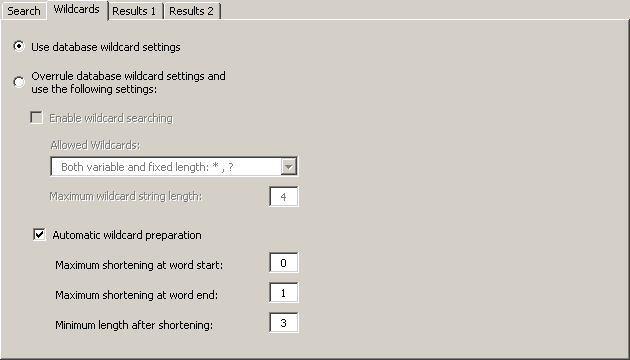 Search Wildcards Results 1 Results 2
Use database wildcard settings
Overrule database wildcard settings and
use the following settings:
Enable wildcard searching
Allowed Wildcards:
Both variable and fixed length: * , ?
Maximum wildcard string length: 4
Automatic wildcard preparation
Maximum shortening at word start: 0
Maximum shortening at word end: 1
Minimum length after shortening: 3